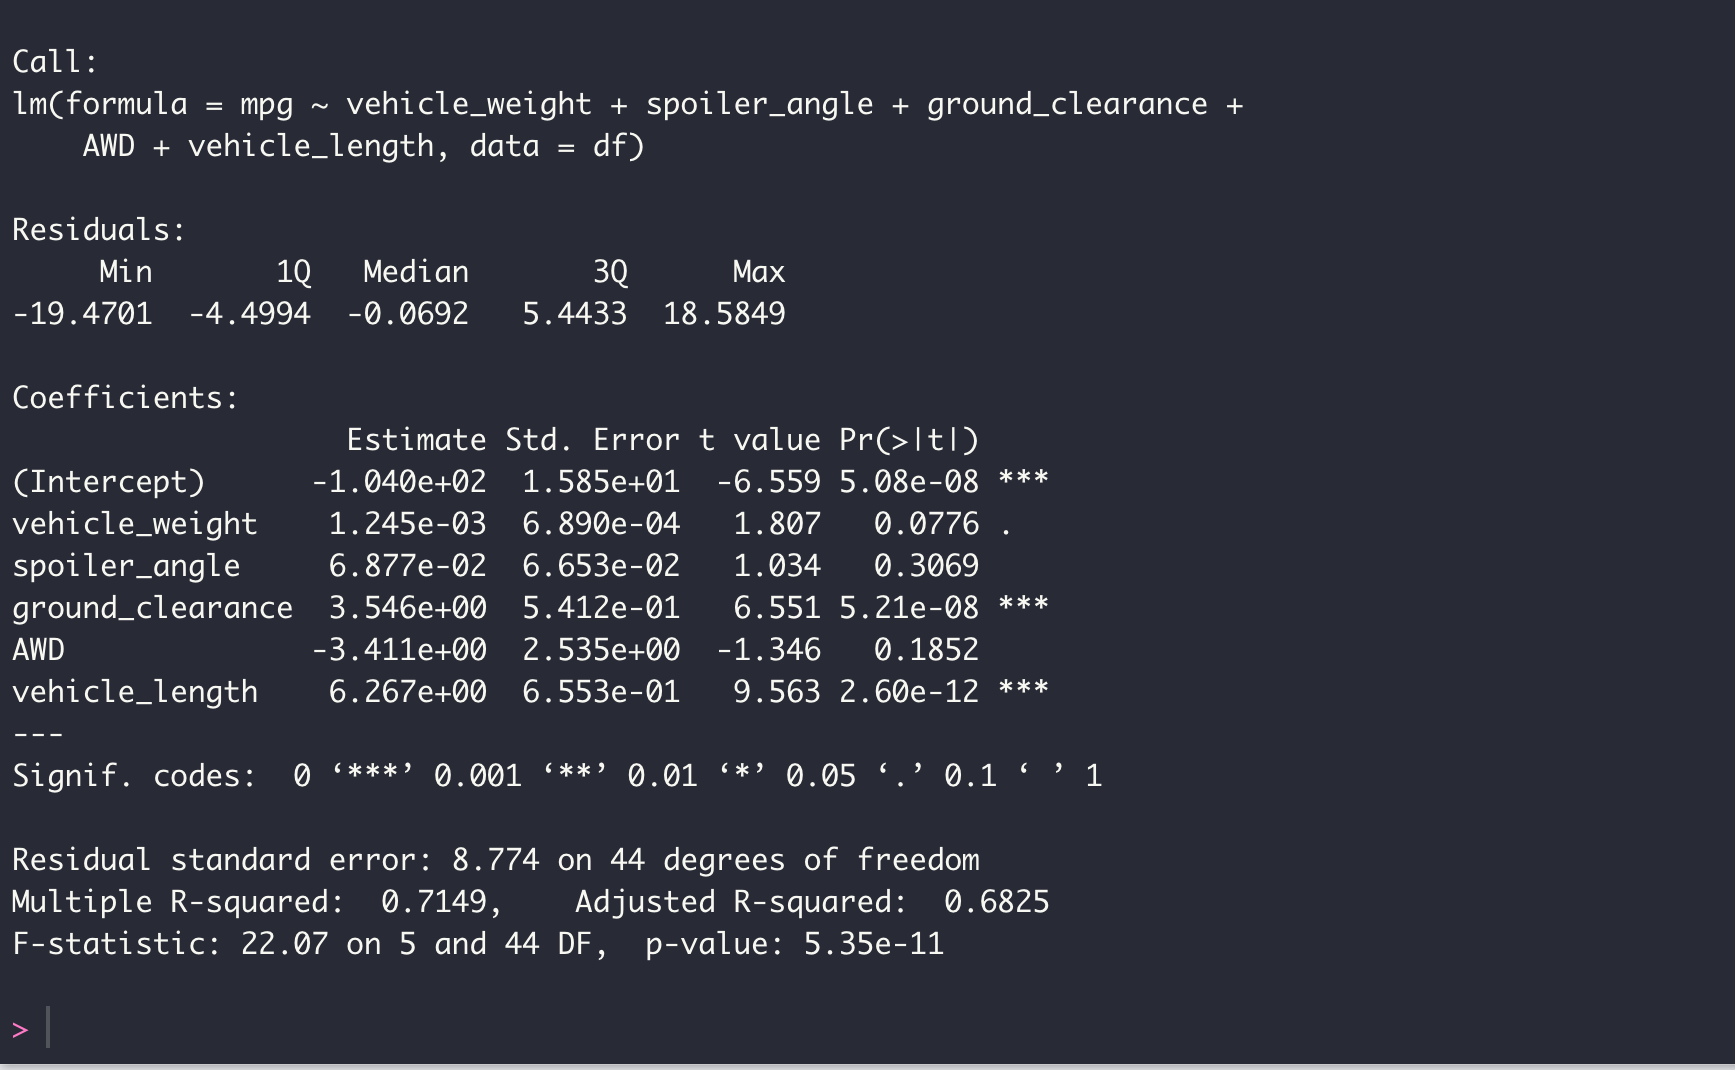 Call:
lm(formula = mpg ~ vehicle_weight + spoiler_angle + ground_clearance +
    AWD + vehicle_length, data = df)

Residuals:
     Min       1Q   Median       3Q      Max
-19.4701  -4.4994  -0.0692   5.4433  18.5849

Coefficients:
                   Estimate Std. Error t value Pr(>|t|)
(Intercept)      -1.040e+02  1.585e+01  -6.559 5.08e-08 ***
vehicle_weight    1.245e-03  6.890e-04   1.807   0.0776 .
spoiler_angle     6.877e-02  6.653e-02   1.034   0.3069
ground_clearance  3.546e+00  5.412e-01   6.551 5.21e-08 ***
AWD              -3.411e+00  2.535e+00  -1.346   0.1852
vehicle_length    6.267e+00  6.553e-01   9.563 2.60e-12 ***
---
Signif. codes:  0 ‘***’ 0.001 ‘**’ 0.01 ‘*’ 0.05 ‘.’ 0.1 ‘ ’ 1

Residual standard error: 8.774 on 44 degrees of freedom
Multiple R-squared:  0.7149,    Adjusted R-squared:  0.6825
F-statistic: 22.07 on 5 and 44 DF,  p-value: 5.35e-11

>